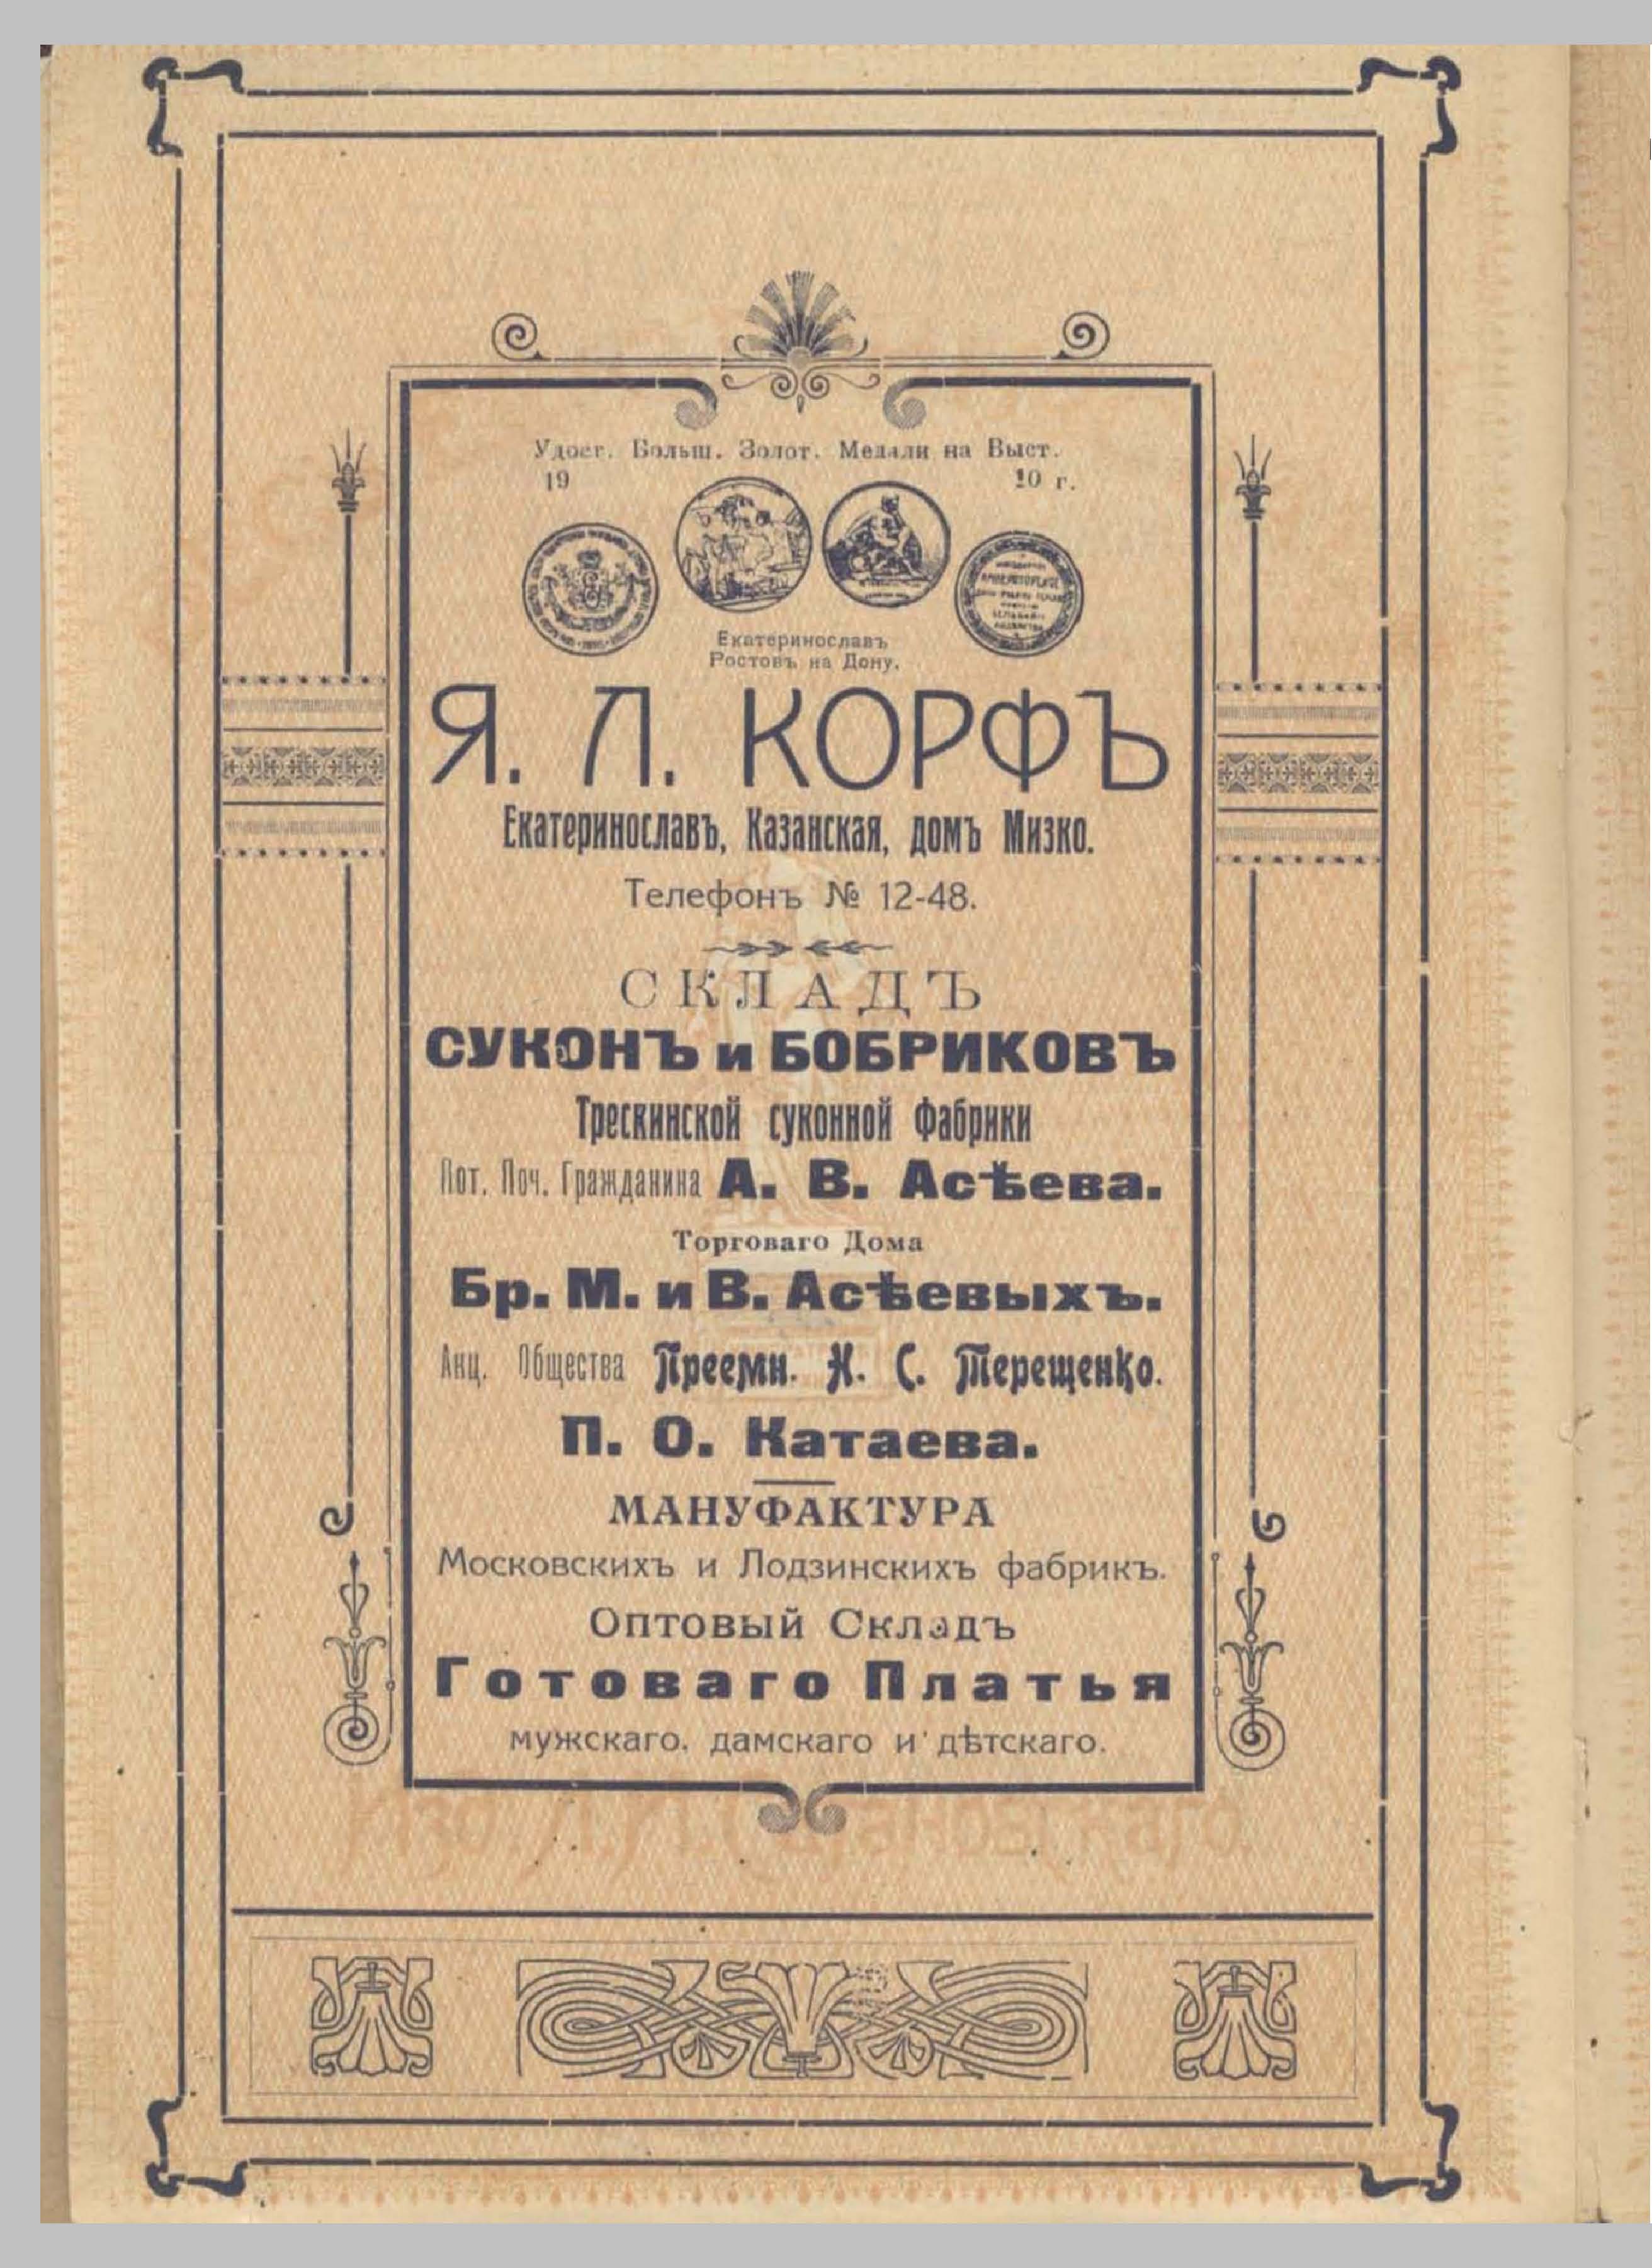 Удост. Больш. Золот. Медали на Выст.
19 10 г.
Екатеринославъ
Ростовъ на Дону.
Я. Л. КОРФЪ
Екатеринославъ, Казанская, домъ Мизко.
Телефонъ № 12-48.
СКЛАДЪ
СУКОНЪ и БОБРИКОВЪ
Трескинской суконной фабрики
Пот. Поч. Гражданина А. В. Асѣева.
Торговаго Дома
Бр. М. и В. Асѣевыхъ.
Акц. Общества Преемн. Н. С. Терещенко.
П. О. Катаева.
МАНУФАКТУРА
Московскихъ и Лодзинскихъ фабрикъ.
Оптовый Складъ
Готоваго Платья
мужскаго. дамскаго и дѣтскаго.